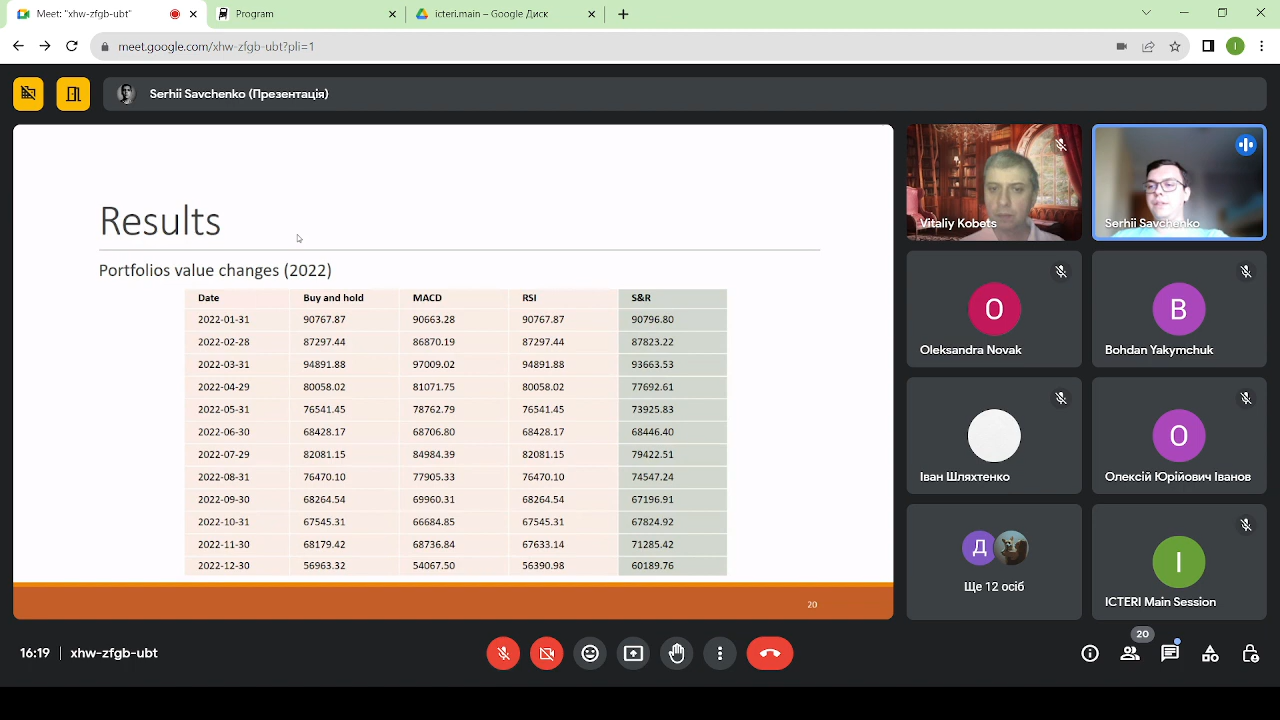 Meet: "xhw-zfgb-ubt"
Program
icteri.main – Google Диск
meet.google.com/xhw-zfgb-ubt?pli=1
I
Serhii Savchenko (Презентація)
Results
Portfolios value changes (2022)
Date Buy and hold MACD RSI S&R
2022-01-31 90767.87 90663.28 90767.87 90796.80
2022-02-28 87297.44 86870.19 87297.44 87823.22
2022-03-31 94891.88 97009.02 94891.88 93663.53
2022-04-29 80058.02 81071.75 80058.02 77692.61
2022-05-31 76541.45 78762.79 76541.45 73925.83
2022-06-30 68428.17 68706.80 68428.17 68446.40
2022-07-29 82081.15 84984.39 82081.15 79422.51
2022-08-31 76470.10 77905.33 76470.10 74547.24
2022-09-30 68264.54 69960.31 68264.54 67196.91
2022-10-31 67545.31 66684.85 67545.31 67824.92
2022-11-30 68179.42 68736.84 67633.14 71285.42
2022-12-30 56963.32 54067.50 56390.98 60189.76
20
Vitaliy Kobets
Serhii Savchenko
O
Oleksandra Novak
B
Bohdan Yakymchuk
Іван Шляхтенко
О
Олексій Юрійович Іванов
Д
Ще 12 осіб
I
ICTERI Main Session
16:19 | xhw-zfgb-ubt
20